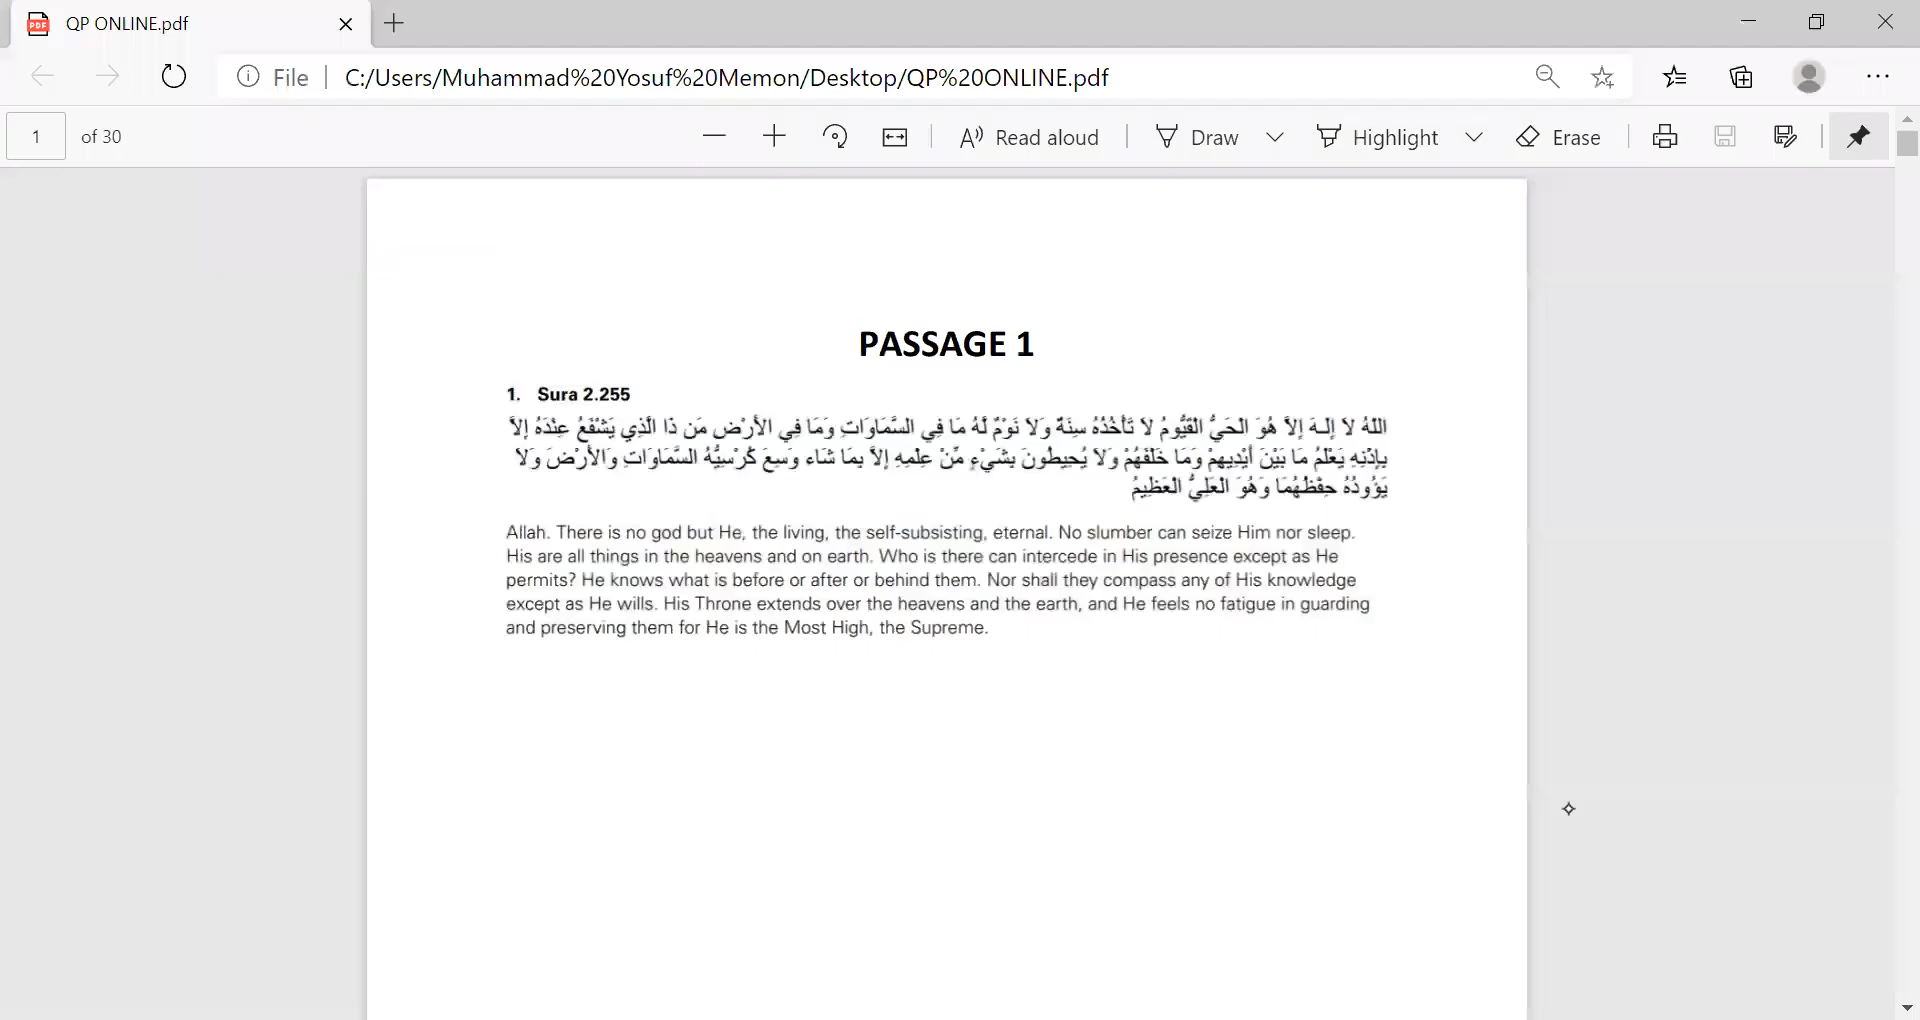 QP ONLINE.pdf
File | C:/Users/Muhammad%20Yosuf%20Memon/Desktop/QP%20ONLINE.pdf
1 of 30 Read aloud Draw Highlight Erase
PASSAGE 1
1. Sura 2.255
اللّهُ لاَ إِلَـهَ إِلاَّ هُوَ الْحَيُّ الْقَيُّومُ لاَ تَأْخُذُهُ سِنَةٌ وَلاَ نَوْمٌ لَّهُ مَا فِي السَّمَاوَاتِ وَمَا فِي الأَرْضِ مَن ذَا الَّذِي يَشْفَعُ عِنْدَهُ إِلاَّ
بِإِذْنِهِ يَعْلَمُ مَا بَيْنَ أَيْدِيهِمْ وَمَا خَلْفَهُمْ وَلاَ يُحِيطُونَ بِشَيْءٍ مِّنْ عِلْمِهِ إِلاَّ بِمَا شَاء وَسِعَ كُرْسِيُّهُ السَّمَاوَاتِ وَالأَرْضَ وَلاَ
يَؤُودُهُ حِفْظُهُمَا وَهُوَ الْعَلِيُّ الْعَظِيمُ
Allah. There is no god but He, the living, the self-subsisting, eternal. No slumber can seize Him nor sleep.
His are all things in the heavens and on earth. Who is there can intercede in His presence except as He
permits? He knows what is before or after or behind them. Nor shall they compass any of His knowledge
except as He wills. His Throne extends over the heavens and the earth, and He feels no fatigue in guarding
and preserving them for He is the Most High, the Supreme.